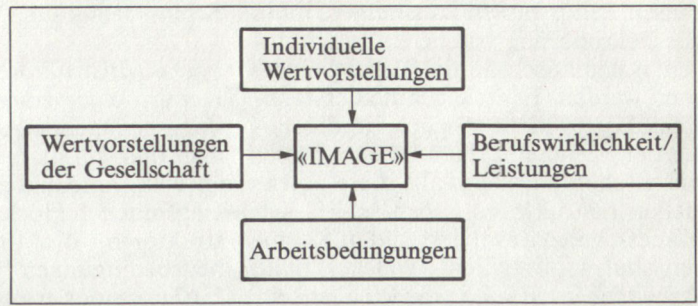 Individuelle
Wertvorstellungen
Wertvorstellungen
der Gesellschaft
«IMAGE»
Berufswirklichkeit/
Leistungen
Arbeitsbedingungen